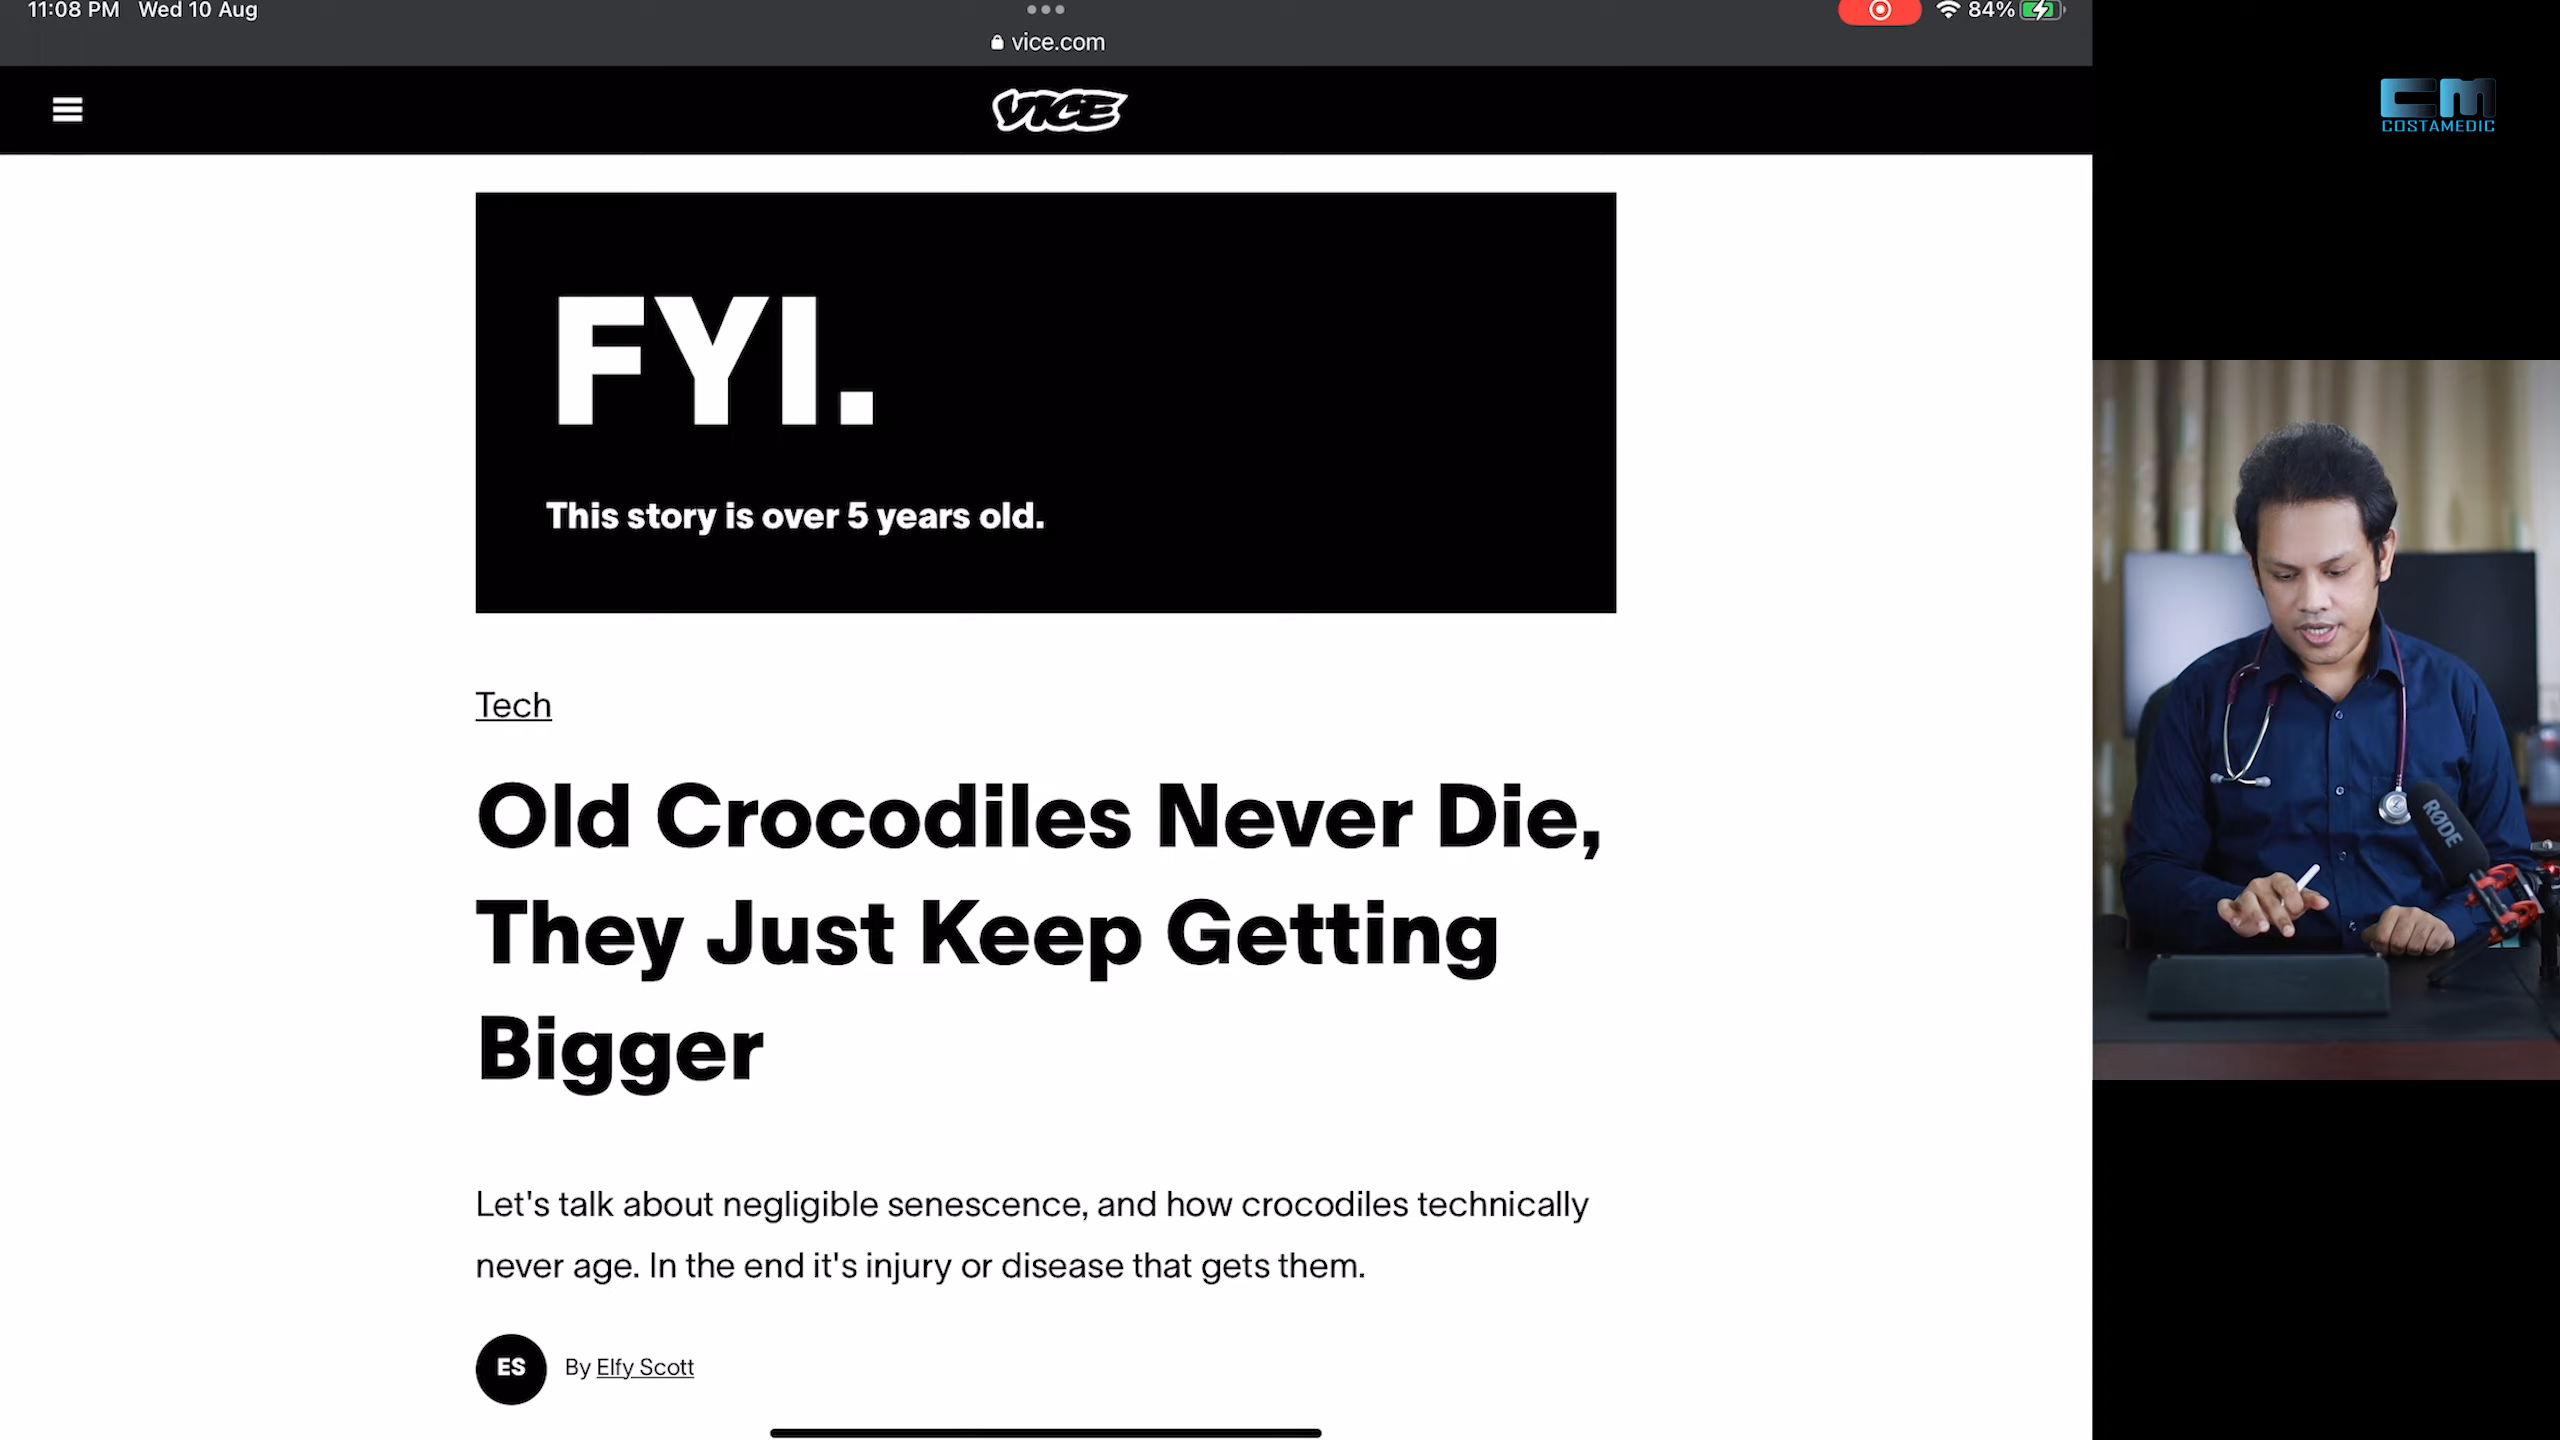 11:08 PM Wed 10 Aug
84%
vice.com
VICE
CM
COSTAMEDIC
FYI.
This story is over 5 years old.
Tech
Old Crocodiles Never Die,
They Just Keep Getting
Bigger
Let's talk about negligible senescence, and how crocodiles technically
never age. In the end it's injury or disease that gets them.
ES
By Elfy Scott
RØDE